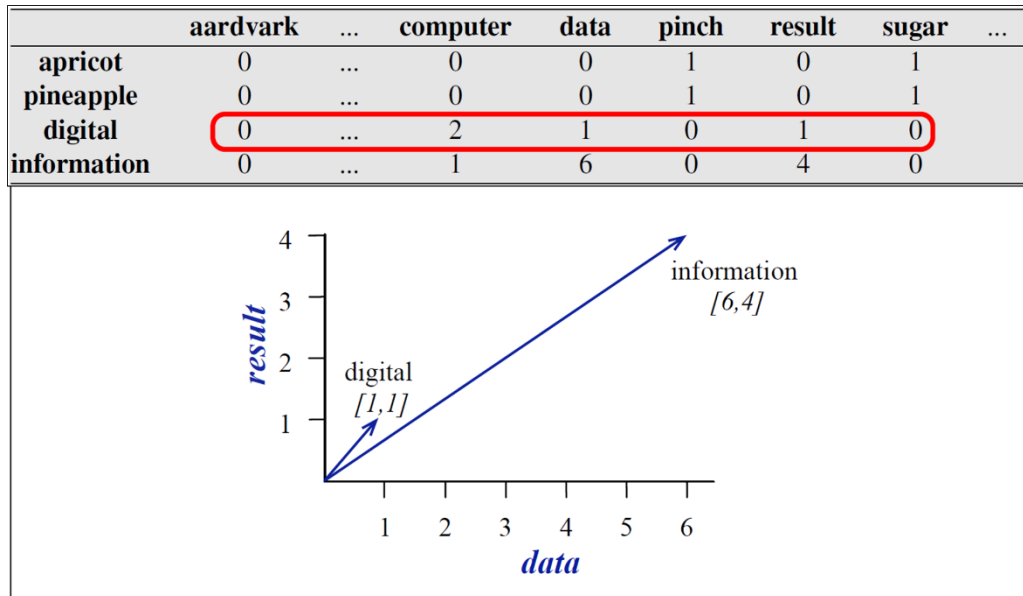 aardvark ... computer data pinch result sugar ...
apricot 0 ... 0 0 1 0 1
pineapple 0 ... 0 0 1 0 1
digital 0 ... 2 1 0 1 0
information 0 ... 1 6 0 4 0
4
3
2
1
result
information
[6,4]
digital
[1,1]
1 2 3 4 5 6
data